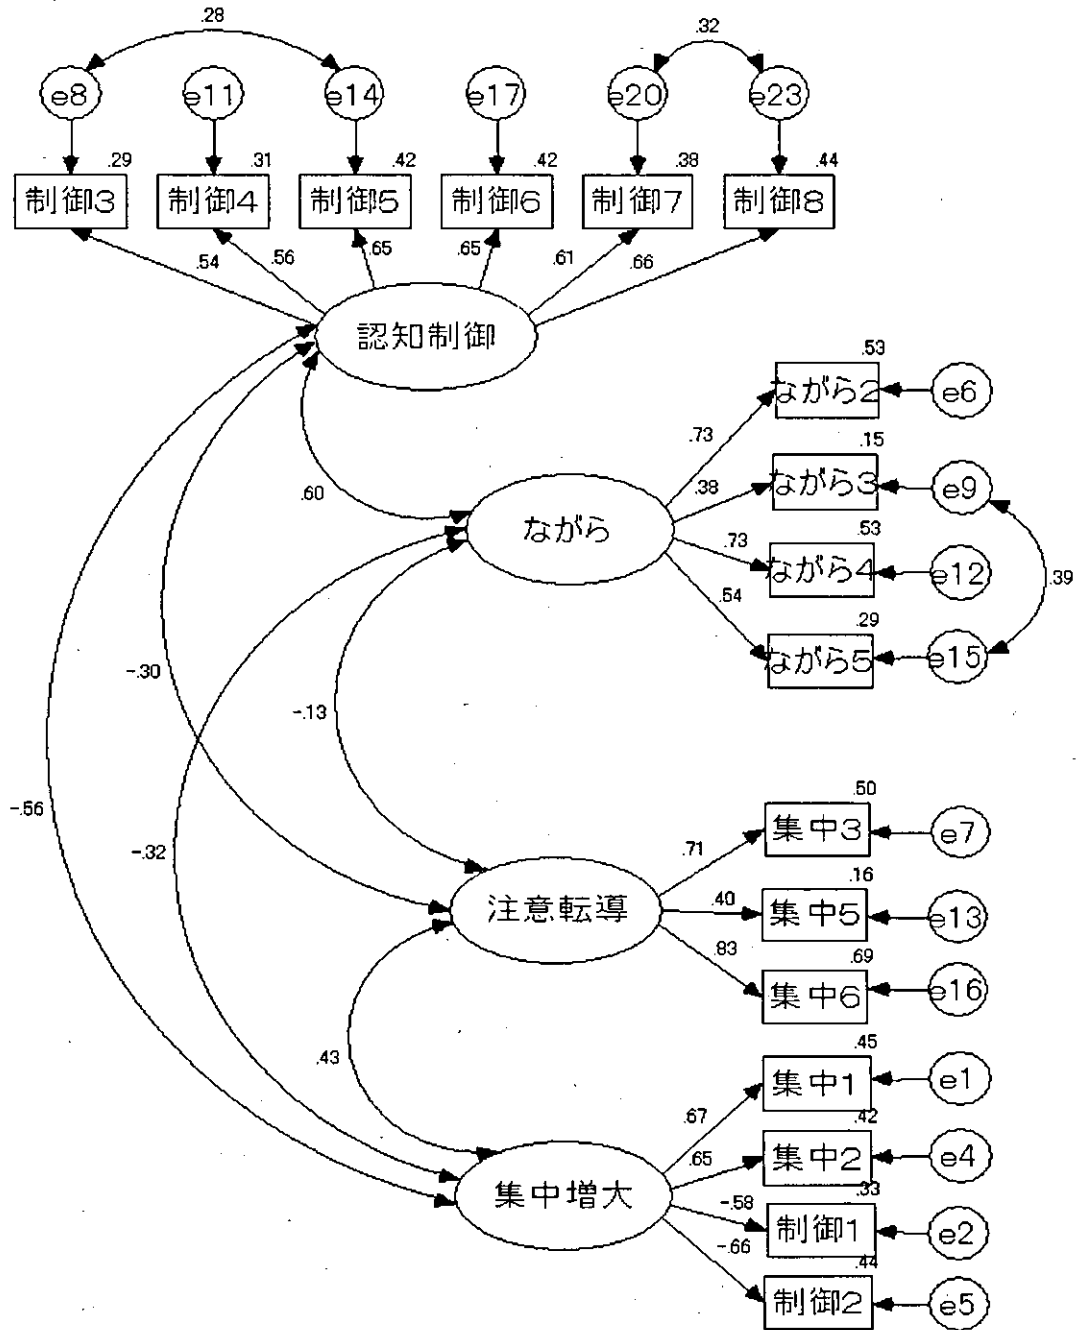 .28
.32
e8
e11
e14
e17
e20
e23
.29
.31
.42
.42
.38
.44
制御3
制御4
制御5
制御6
制御7
制御8
.54
.56
.65
.65
.61
.66
認知制御
.53
ながら2
e6
.73
.15
ながら3
e9
.38
.60
ながら
.53
ながら4
e12
.73
.39
.54
.29
ながら5
e15
-.30
-.13
-.56
-.32
.50
集中3
e7
.71
.16
注意転導
.40
集中5
e13
.83
.69
集中6
e16
.43
.45
集中1
e1
.67
.42
.65
集中2
e4
集中増大
-.58
.33
制御1
e2
-.66
.44
制御2
e5